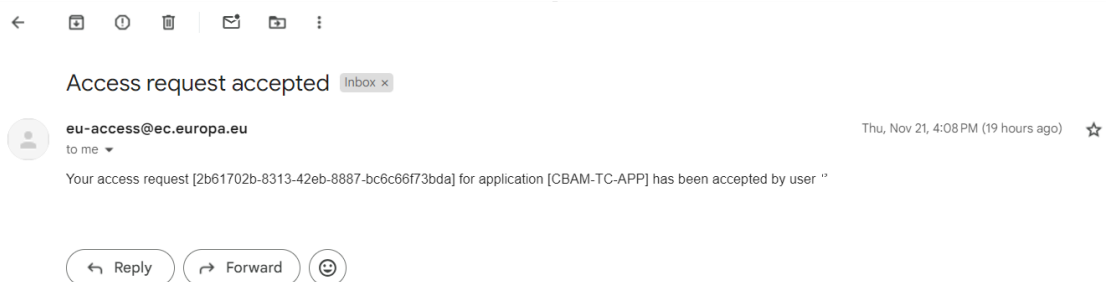 Access request accepted Inbox ×
eu-access@ec.europa.eu Thu, Nov 21, 4:08 PM (19 hours ago)
to me
Your access request [2b61702b-8313-42eb-8887-bc6c66f73bda] for application [CBAM-TC-APP] has been accepted by user
Reply Forward